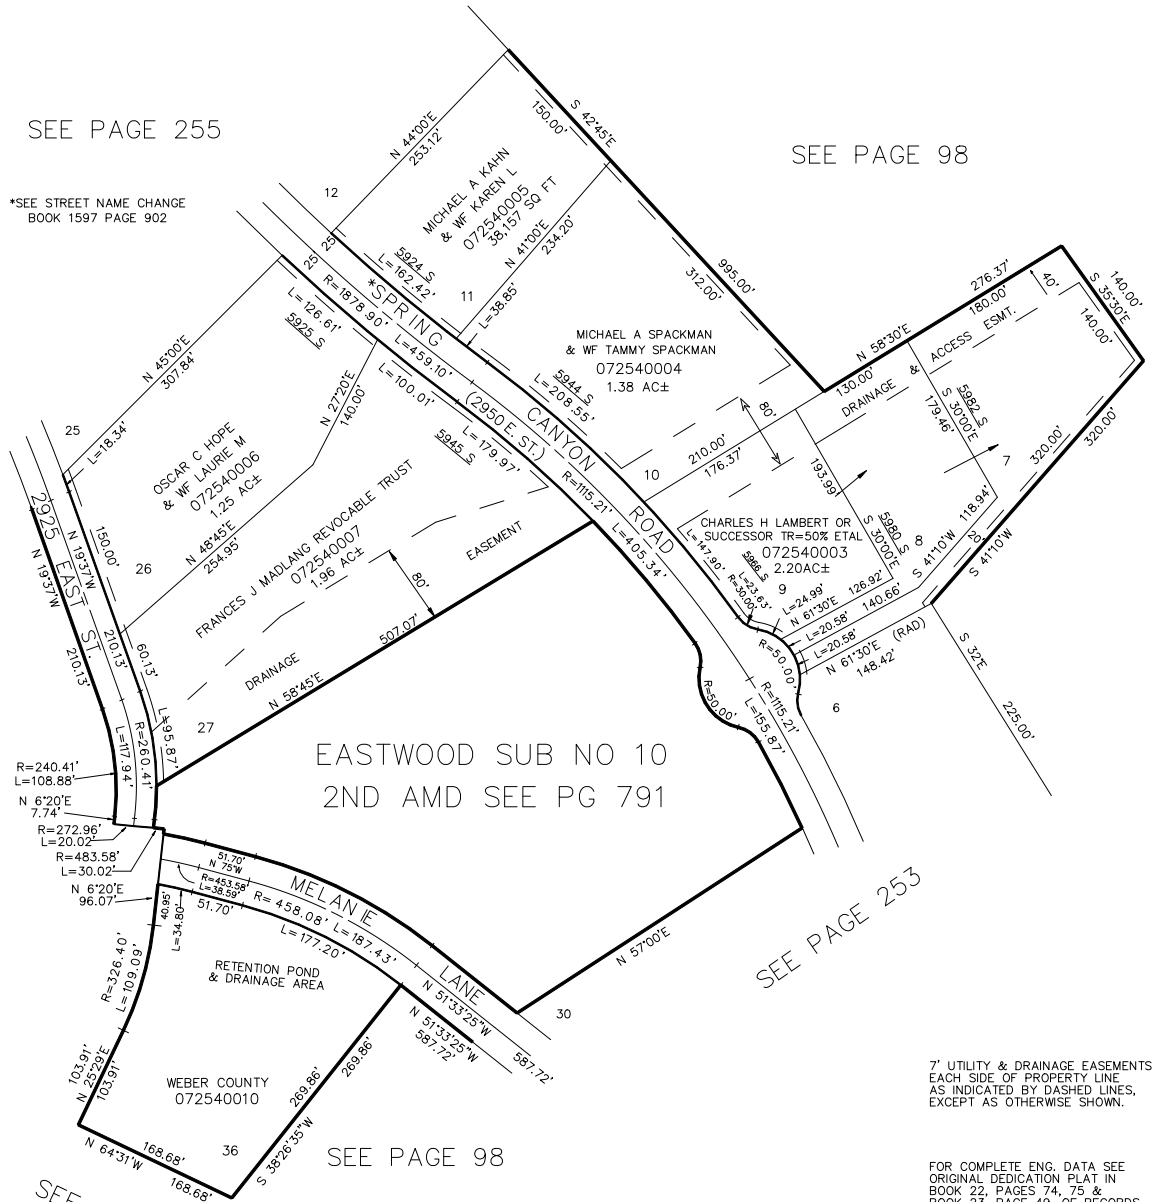 SEE PAGE 255
SEE PAGE 98
*SEE STREET NAME CHANGE
BOOK 1597 PAGE 902
12
N 44°00'E
253.12'
150.00'
S 42°45'E
MICHAEL A KAHN
& WF KAREN L
072540005
38,157 SQ FT
N 41°00'E
234.20'
25
25
5924 S
L=162.42'
11
L=38.85'
995.00'
312.00'
276.37'
180.00'
40'
140.00'
S 35°30'E
140.00'
N 58°30'E
130.00'
DRAINAGE & ACCESS ESMT.
MICHAEL A SPACKMAN
& WF TAMMY SPACKMAN
072540004
1.38 AC±
5944 S
L=208.55'
80'
10
210.00'
176.37'
193.99'
S 30°00'E
5980 S
5982 S
S 30°00'E
179.46'
7
320.00'
320.00'
118.94'
S 41°10'W
20'
S 41°10'W
8
CHARLES H LAMBERT OR
SUCCESSOR TR=50% ETAL
072540003
2.20AC±
L=147.90'
5966 S
L=23.63'
R=30.00'
9
L=24.99'
N 61°30'E 126.92'
L=20.58' 140.66'
L=20.58'
N 61°30'E (RAD)
148.42'
R=50.00'
R=50.00'
S 32°E
225.00'
6
*SPRING CANYON ROAD
(2950 E. ST.)
R=1878.90'
L=459.10'
R=1115.21'
L=405.34'
R=1115.21'
L=155.87'
L=126.61'
5925 S
N 45°00'E
307.84'
25
L=18.34'
OSCAR C HOPE
& WF LAURIE M
072540006
1.25 AC±
N 27°20'E
140.00'
L=100.01'
5945 S
L=179.97'
N 48°45'E
254.95'
26
150.00'
N 19°37'W
2925 EAST ST.
N 19°37'W
210.13'
210.13'
60.13'
FRANCES J MADLANG REVOCABLE TRUST
072540007
1.96 AC±
80'
DRAINAGE
EASEMENT
507.07'
N 58°45'E
27
L=95.87'
R=260.41'
L=117.94'
R=240.41'
L=108.88'
N 6°20'E
7.74'
R=272.96'
L=20.02'
R=483.58'
L=30.02'
N 6°20'E
96.07'
EASTWOOD SUB NO 10
2ND AMD SEE PG 791
51.70'
N 75°W
R=453.58'
L=38.59'
51.70'
40.95'
L=34.80'
MELANIE LANE
R= 458.08' L=187.43'
L=177.20'
N 51°33'25"W
587.72'
N 51°33'25"W
587.72'
N 57°00'E
30
SEE PAGE 253
R=326.40'
L=109.09'
RETENTION POND
& DRAINAGE AREA
103.91'
N 25°29'E
103.91'
WEBER COUNTY
072540010
269.86'
269.86'
S 38°26'35"W
36
168.68'
N 64°31'W
168.68'
SEE PAGE 98
SEE
7' UTILITY & DRAINAGE EASEMENTS
EACH SIDE OF PROPERTY LINE
AS INDICATED BY DASHED LINES,
EXCEPT AS OTHERWISE SHOWN.
FOR COMPLETE ENG. DATA SEE
ORIGINAL DEDICATION PLAT IN
BOOK 22, PAGES 74, 75 &
BOOK 23, PAGE 49, OF RECORDS.